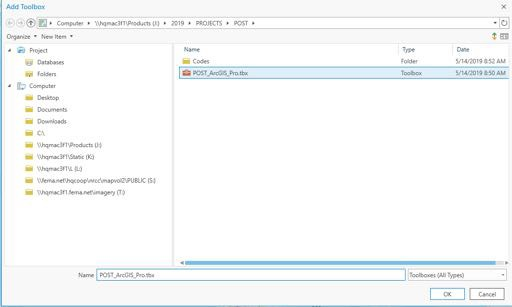 Add Toolbox
Computer ▸ \\hqmac3f1\Products (J:) ▸ 2019 ▸ PROJECTS ▸ POST ▸
Organize New Item
Project
Databases
Folders
Computer
Desktop
Documents
Downloads
C:\
\\hqmac3f1\Products (J:)
\\hqmac3f1\Static (K:)
\\hqmac3f1\L (L:)
\\fema.net\hqcoop\nrcc\mapvol2\PUBLIC (S:)
\\hqmac3f1.fema.net\imagery (T:)
Name Type Date
Codes Folder 5/14/2019 8:52 AM
POST_ArcGIS_Pro.tbx Toolbox 5/14/2019 8:50 AM
Name POST_ArcGIS_Pro.tbx Toolboxes (All Types)
OK Cancel